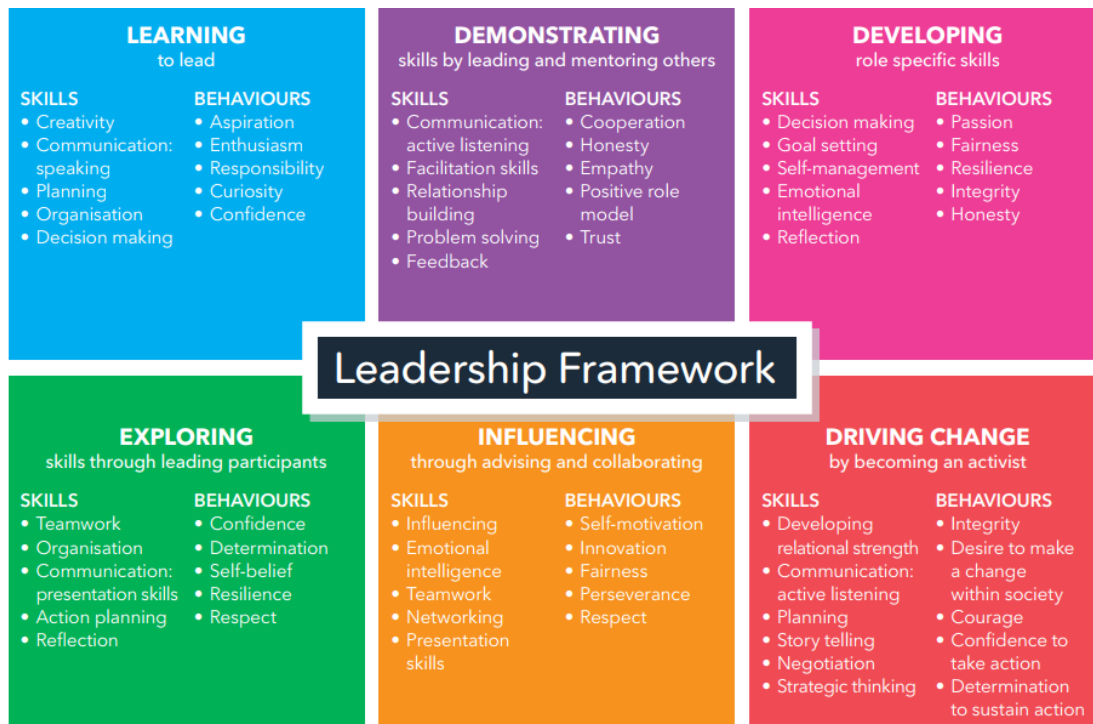 LEARNING
to lead
SKILLS
• Creativity
• Communication:
speaking
• Planning
• Organisation
• Decision making
BEHAVIOURS
• Aspiration
• Enthusiasm
• Responsibility
• Curiosity
• Confidence
DEMONSTRATING
skills by leading and mentoring others
SKILLS
• Communication:
active listening
• Facilitation skills
• Relationship
building
• Problem solving
• Feedback
BEHAVIOURS
• Cooperation
• Honesty
• Empathy
• Positive role
model
• Trust
DEVELOPING
role specific skills
SKILLS
• Decision making
• Goal setting
• Self-management
• Emotional
intelligence
• Reflection
BEHAVIOURS
• Passion
• Fairness
• Resilience
• Integrity
• Honesty
Leadership Framework
EXPLORING
skills through leading participants
SKILLS
• Teamwork
• Organisation
• Communication:
presentation skills
• Action planning
• Reflection
BEHAVIOURS
• Confidence
• Determination
• Self-belief
• Resilience
• Respect
INFLUENCING
through advising and collaborating
SKILLS
• Influencing
• Emotional
intelligence
• Teamwork
• Networking
• Presentation
skills
BEHAVIOURS
• Self-motivation
• Innovation
• Fairness
• Perseverance
• Respect
DRIVING CHANGE
by becoming an activist
SKILLS
• Developing
relational strength
• Communication:
active listening
• Planning
• Story telling
• Negotiation
• Strategic thinking
BEHAVIOURS
• Integrity
• Desire to make
a change
within society
• Courage
• Confidence to
take action
• Determination
to sustain action